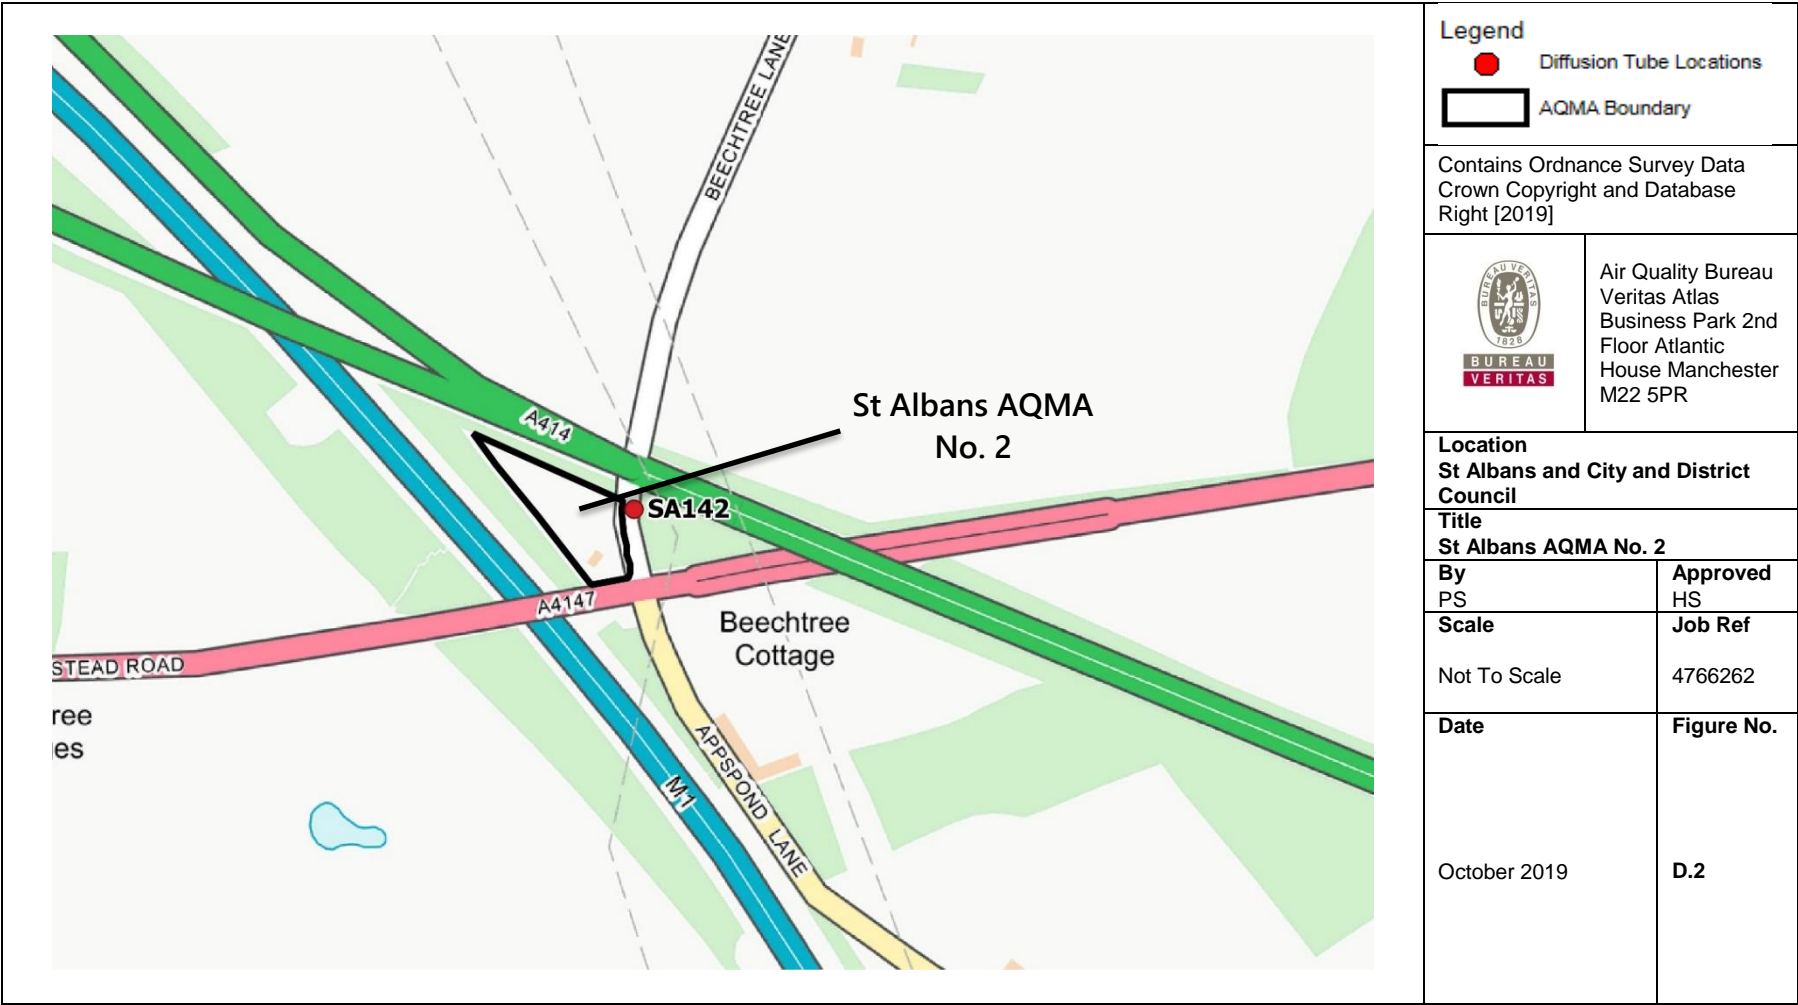 BEECHTREE LANE
A414
St Albans AQMA
No. 2
SA142
A4147
STEAD ROAD
Beechtree
Cottage
ree
es
APPSPOND LANE
M1
Legend
Diffusion Tube Locations
AQMA Boundary
Contains Ordnance Survey Data
Crown Copyright and Database
Right [2019]
BUREAU VERITAS
1828
BUREAU
VERITAS
Air Quality Bureau
Veritas Atlas
Business Park 2nd
Floor Atlantic
House Manchester
M22 5PR
Location
St Albans and City and District
Council
Title
St Albans AQMA No. 2
By
PS
Approved
HS
Scale
Not To Scale
Job Ref
4766262
Date
October 2019
Figure No.
D.2